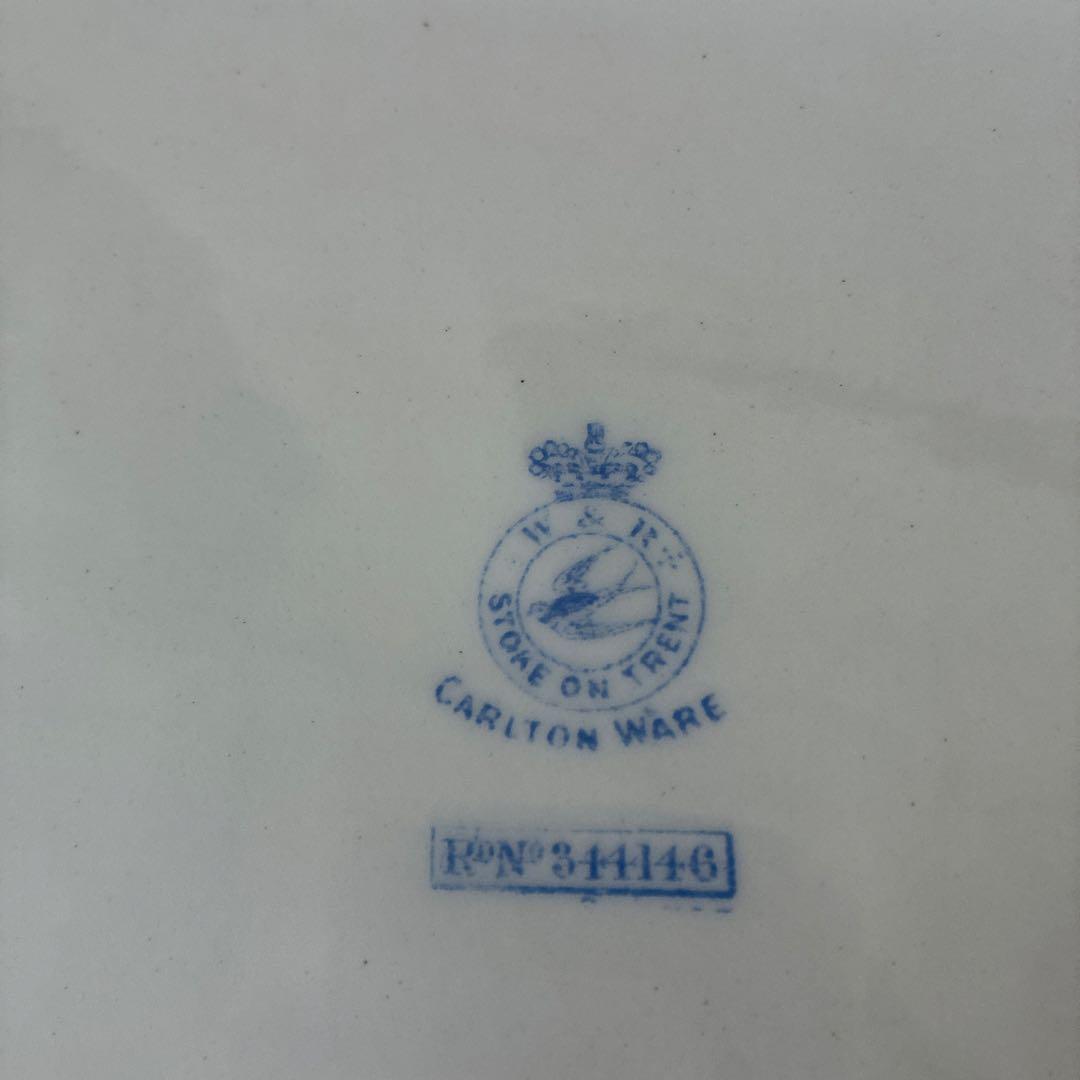 W & R
STOKE ON TRENT
CARLTON WARE
RD NO 344146